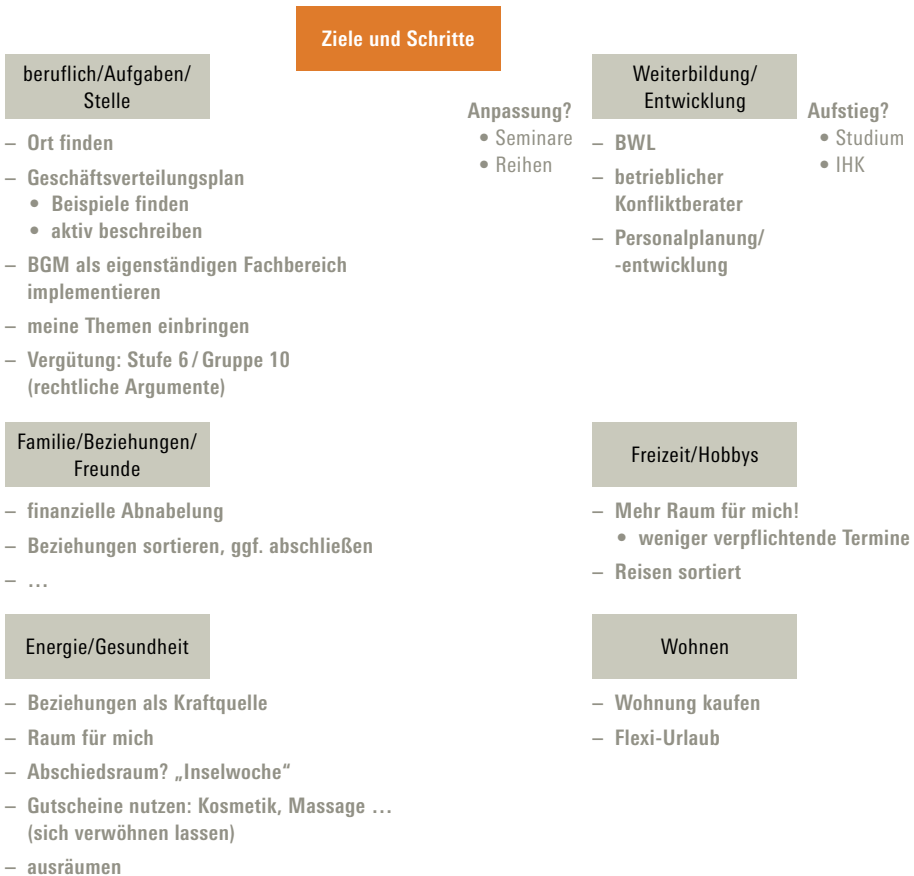 Ziele und Schritte
beruflich/Aufgaben/
Stelle
– Ort finden
– Geschäftsverteilungsplan
• Beispiele finden
• aktiv beschreiben
– BGM als eigenständigen Fachbereich
implementieren
– meine Themen einbringen
– Vergütung: Stufe 6 / Gruppe 10
(rechtliche Argumente)
Anpassung?
• Seminare
• Reihen
Weiterbildung/
Entwicklung
– BWL
– betrieblicher
Konfliktberater
– Personalplanung/
-entwicklung
Aufstieg?
• Studium
• IHK
Familie/Beziehungen/
Freunde
– finanzielle Abnabelung
– Beziehungen sortieren, ggf. abschließen
– …
Freizeit/Hobbys
– Mehr Raum für mich!
• weniger verpflichtende Termine
– Reisen sortiert
Energie/Gesundheit
– Beziehungen als Kraftquelle
– Raum für mich
– Abschiedsraum? „Inselwoche“
– Gutscheine nutzen: Kosmetik, Massage …
(sich verwöhnen lassen)
– ausräumen
Wohnen
– Wohnung kaufen
– Flexi-Urlaub